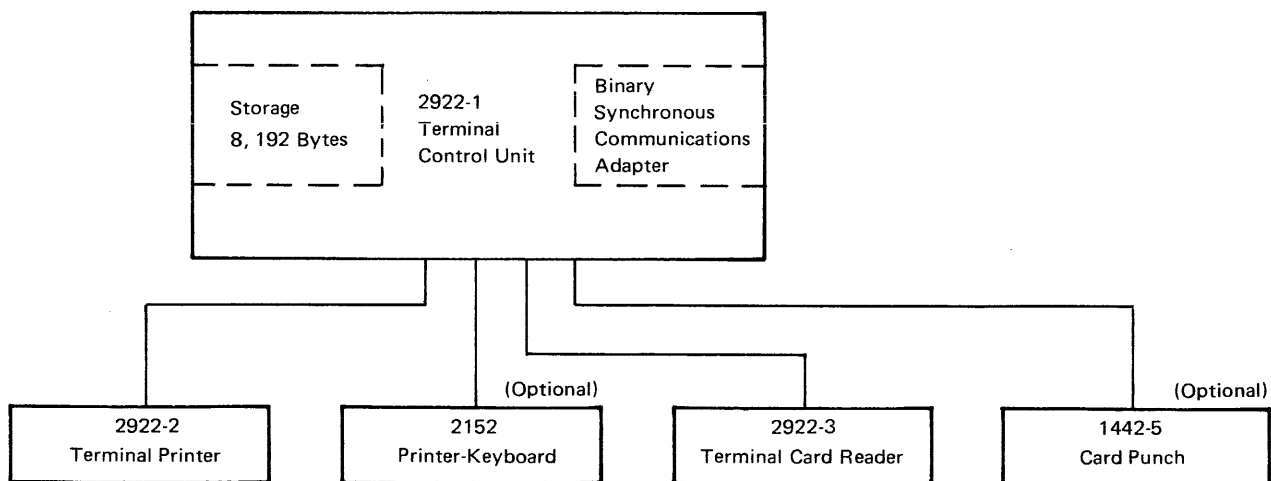 Storage
8, 192 Bytes
2922-1
Terminal
Control Unit
Binary
Synchronous
Communications
Adapter
2922-2
Terminal Printer
(Optional)
2152
Printer-Keyboard
2922-3
Terminal Card Reader
(Optional)
1442-5
Card Punch